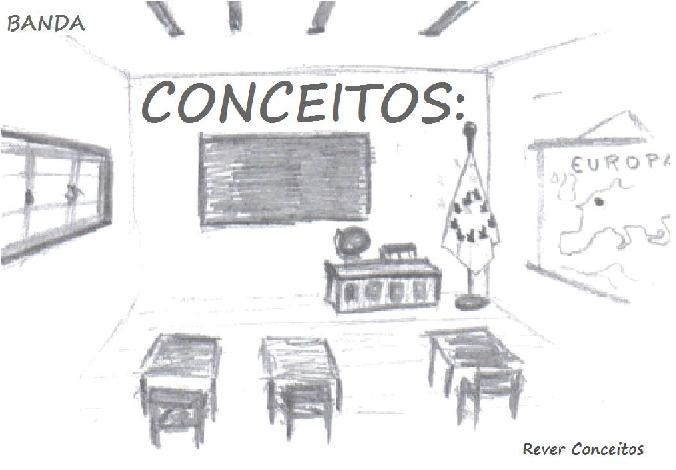 BANDA
CONCEITOS:
EUROPA
Rever Conceitos